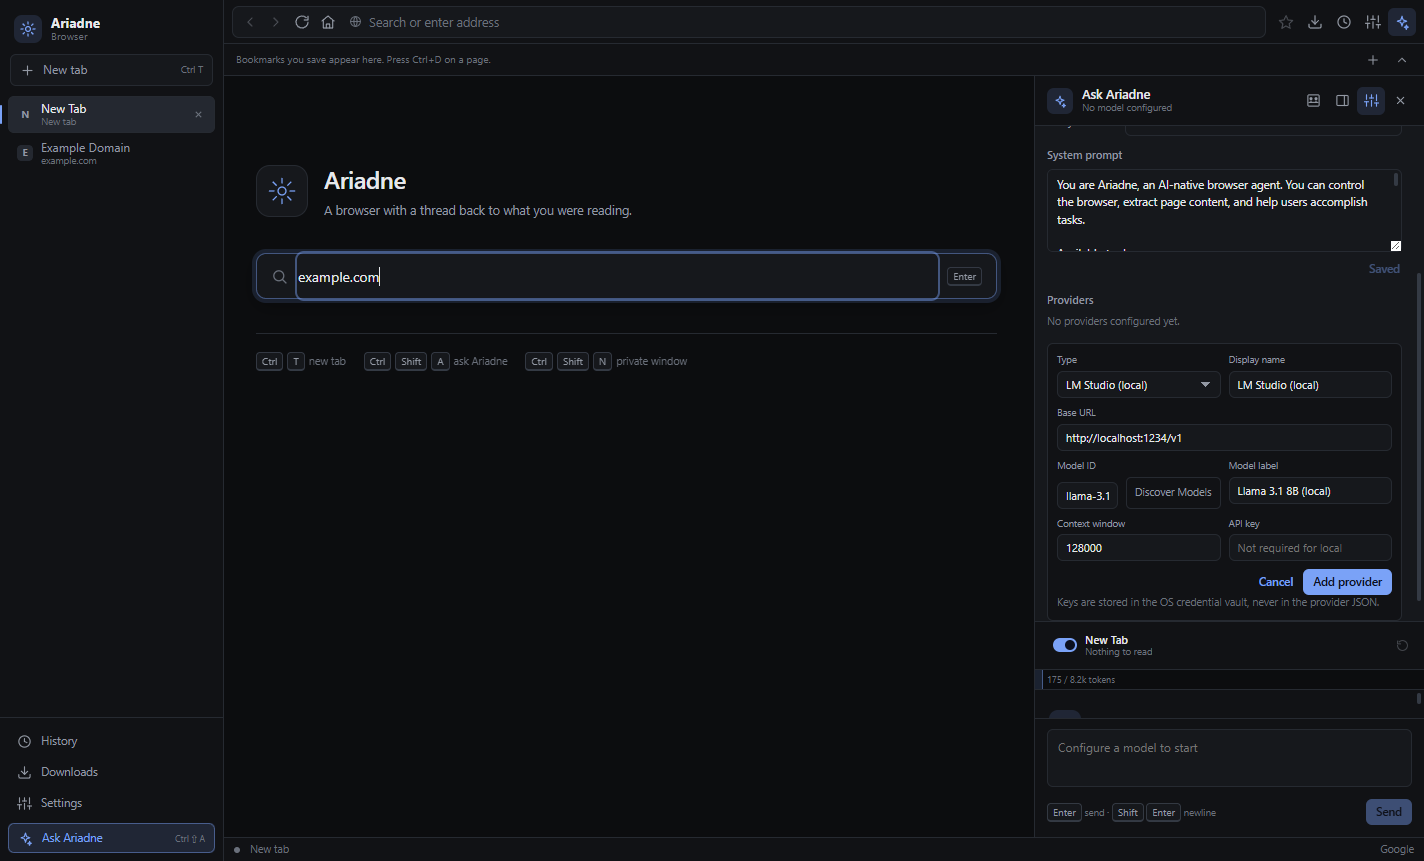 Ariadne
Browser
New tab
Ctrl T
N
New Tab
New tab
E
Example Domain
example.com
History
Downloads
Settings
Ask Ariadne
Ctrl ⇧ A
Search or enter address
Bookmarks you save appear here. Press Ctrl+D on a page.
Ariadne
A browser with a thread back to what you were reading.
example.com
Enter
Ctrl T new tab Ctrl Shift A ask Ariadne Ctrl Shift N private window
Ask Ariadne
No model configured
System prompt
You are Ariadne, an AI-native browser agent. You can control
the browser, extract page content, and help users accomplish
tasks.
Saved
Providers
No providers configured yet.
Type
Display name
LM Studio (local)
LM Studio (local)
Base URL
http://localhost:1234/v1
Model ID
Model label
llama-3.1
Discover Models
Llama 3.1 8B (local)
Context window
API key
128000
Not required for local
Cancel
Add provider
Keys are stored in the OS credential vault, never in the provider JSON.
New Tab
Nothing to read
175 / 8.2k tokens
Configure a model to start
Enter send · Shift Enter newline
Send
New tab
Google